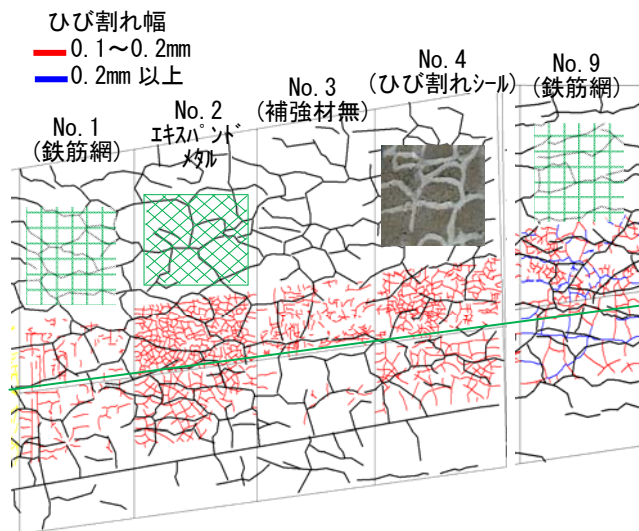 ひび割れ幅
0.1～0.2mm
0.2mm 以上
No.1
(鉄筋網)
No.2
ｴｷｽﾊﾟﾝﾄﾞ
ﾒﾀﾙ
No.3
(補強材無)
No.4
(ひび割れｼｰﾙ)
No.9
(鉄筋網)